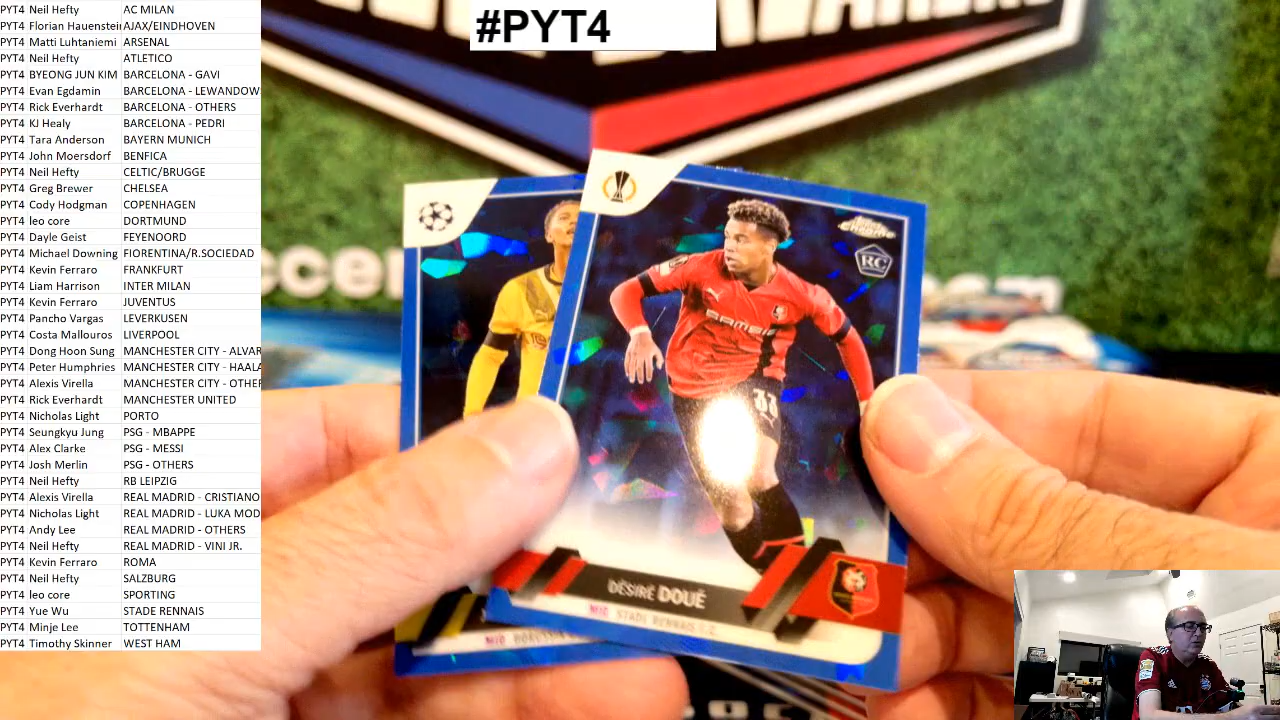 #PYT4
PYT4 Neil Hefty AC MILAN
PYT4 Florian Hauenstein AJAX/EINDHOVEN
PYT4 Matti Luhtaniemi ARSENAL
PYT4 Neil Hefty ATLETICO
PYT4 BYEONG JUN KIM BARCELONA - GAVI
PYT4 Evan Egdamin BARCELONA - LEWANDOW
PYT4 Rick Everhardt BARCELONA - OTHERS
PYT4 KJ Healy BARCELONA - PEDRI
PYT4 Tara Anderson BAYERN MUNICH
PYT4 John Moersdorf BENFICA
PYT4 Neil Hefty CELTIC/BRUGGE
PYT4 Greg Brewer CHELSEA
PYT4 Cody Hodgman COPENHAGEN
PYT4 leo core DORTMUND
PYT4 Dayle Geist FEYENOORD
PYT4 Michael Downing FIORENTINA/R.SOCIEDAD
PYT4 Kevin Ferraro FRANKFURT
PYT4 Liam Harrison INTER MILAN
PYT4 Kevin Ferraro JUVENTUS
PYT4 Pancho Vargas LEVERKUSEN
PYT4 Costa Mallouros LIVERPOOL
PYT4 Dong Hoon Sung MANCHESTER CITY - ALVAR
PYT4 Peter Humphries MANCHESTER CITY - HAALA
PYT4 Alexis Virella MANCHESTER CITY - OTHE
PYT4 Rick Everhardt MANCHESTER UNITED
PYT4 Nicholas Light PORTO
PYT4 Seungkyu Jung PSG - MBAPPE
PYT4 Alex Clarke PSG - MESSI
PYT4 Josh Merlin PSG - OTHERS
PYT4 Neil Hefty RB LEIPZIG
PYT4 Alexis Virella REAL MADRID - CRISTIANO
PYT4 Nicholas Light REAL MADRID - LUKA MOD
PYT4 Andy Lee REAL MADRID - OTHERS
PYT4 Neil Hefty REAL MADRID - VINI JR.
PYT4 Kevin Ferraro ROMA
PYT4 Neil Hefty SALZBURG
PYT4 leo core SPORTING
PYT4 Yue Wu STADE RENNAIS
PYT4 Minje Lee TOTTENHAM
PYT4 Timothy Skinner WEST HAM
Topps Chrome
RC
SAMSIC
33
DÉSIRÉ DOUÉ
MID STADE RENNAIS F.C.
MID BORUSSIA